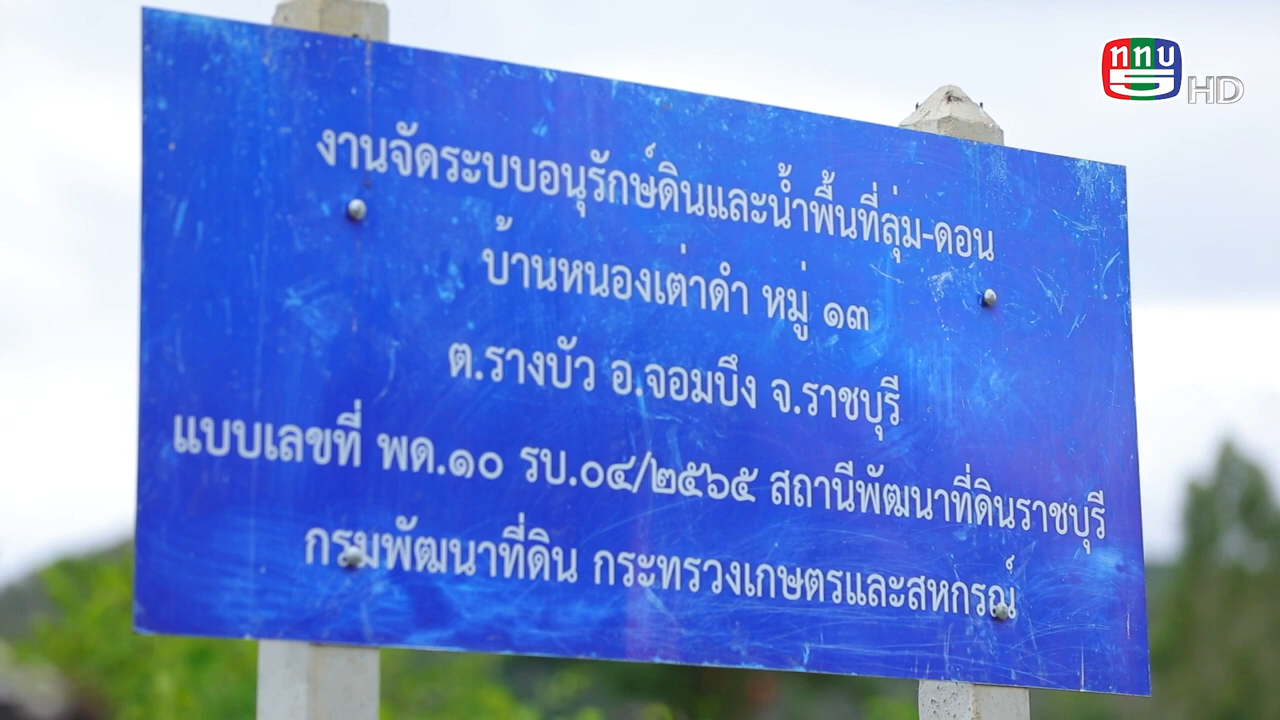 ททบ
5 HD
งานจัดระบบอนุรักษ์ดินและน้ำพื้นที่ลุ่ม-ดอน
บ้านหนองเต่าดำ หมู่ ๑๓
ต.รางบัว อ.จอมบึง จ.ราชบุรี
แบบเลขที่ พด.๑๐ รบ.๐๔/๒๕๖๕ สถานีพัฒนาที่ดินราชบุรี
กรมพัฒนาที่ดิน กระทรวงเกษตรและสหกรณ์